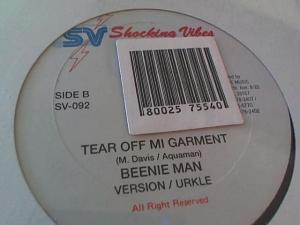 SV Shocking Vibes
SIDE B
SV-092
80025 75540
TEAR OFF MI GARMENT
(M. Davis / Aquaman)
BEENIE MAN
VERSION / URKLE
All Right Reserved